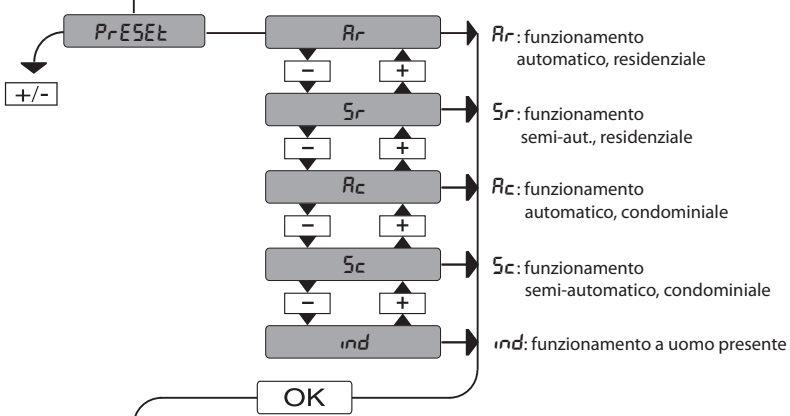 PrESEt
Ar
Ar: funzionamento
automatico, residenziale
+/-
- +
Sr
Sr: funzionamento
semi-aut., residenziale
- +
Ac
Ac: funzionamento
automatico, condominiale
- +
Sc
Sc: funzionamento
semi-automatico, condominiale
- +
ind
ind: funzionamento a uomo presente
OK